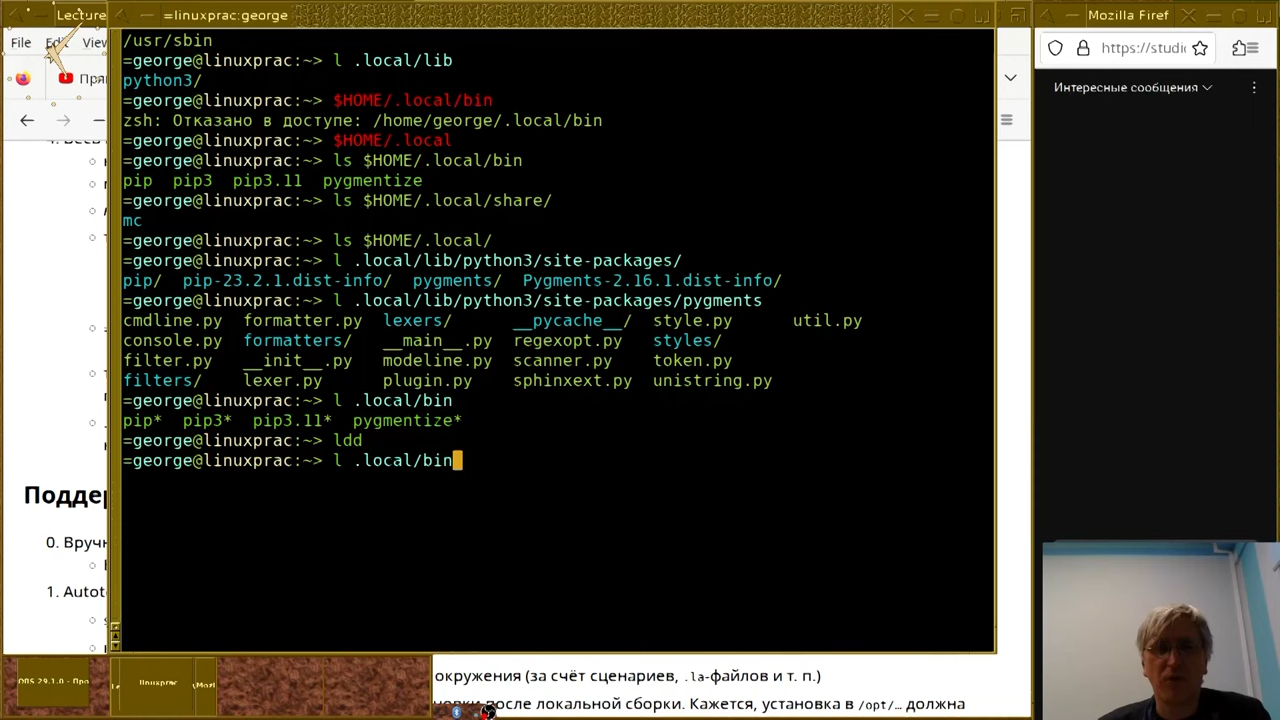 Lecture
=linuxprac:george
Mozilla Firef
File
View
https://studi
При
Интересные сообщения
/usr/sbin
=george@linuxprac:~> l .local/lib
python3/
=george@linuxprac:~> $HOME/.local/bin
zsh: Отказано в доступе: /home/george/.local/bin
=george@linuxprac:~> $HOME/.local
=george@linuxprac:~> ls $HOME/.local/bin
pip pip3 pip3.11 pygmentize
=george@linuxprac:~> ls $HOME/.local/share/
mc
=george@linuxprac:~> ls $HOME/.local/
=george@linuxprac:~> l .local/lib/python3/site-packages/
pip/ pip-23.2.1.dist-info/ pygments/ Pygments-2.16.1.dist-info/
=george@linuxprac:~> l .local/lib/python3/site-packages/pygments
cmdline.py formatter.py lexers/ __pycache__/ style.py util.py
console.py formatters/ __main__.py regexopt.py styles/
filter.py __init__.py modeline.py scanner.py token.py
filters/ lexer.py plugin.py sphinxext.py unistring.py
=george@linuxprac:~> l .local/bin
pip* pip3* pip3.11* pygmentize*
=george@linuxprac:~> ldd
=george@linuxprac:~> l .local/bin
Поддер
0. Вручн
1. Autot
окружения (за счёт сценариев, .la-файлов и т. п.)
новки после локальной сборки. Кажется, установка в /opt/… должна
linuxprac